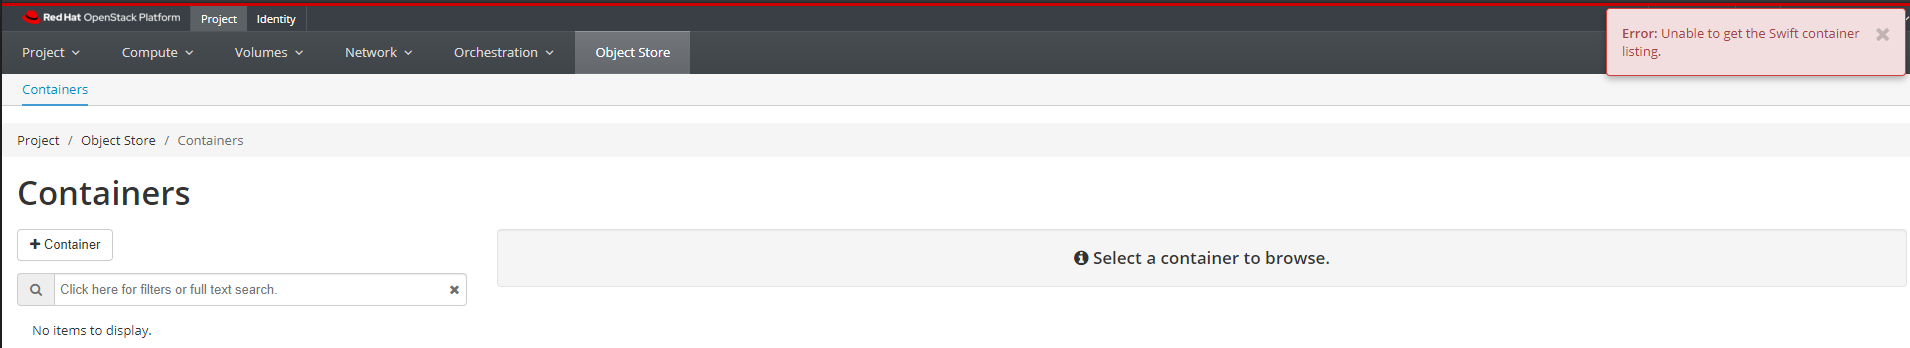 Red Hat OpenStack Platform Project Identity
Project Compute Volumes Network Orchestration Object Store
Error: Unable to get the Swift container
listing.
Containers
Project / Object Store / Containers
Containers
Container
Select a container to browse.
Click here for filters or full text search.
No items to display.